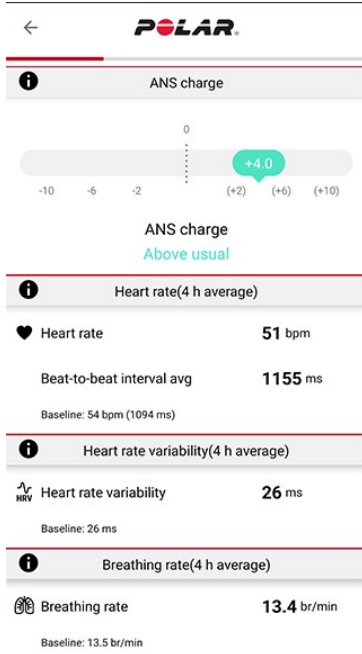 POLAR.
ANS charge
0
+4.0
-10 -6 -2 (+2) (+6) (+10)
ANS charge
Above usual
Heart rate(4 h average)
Heart rate 51 bpm
Beat-to-beat interval avg 1155 ms
Baseline: 54 bpm (1094 ms)
Heart rate variability(4 h average)
HRV Heart rate variability 26 ms
Baseline: 26 ms
Breathing rate(4 h average)
Breathing rate 13.4 br/min
Baseline: 13.5 br/min